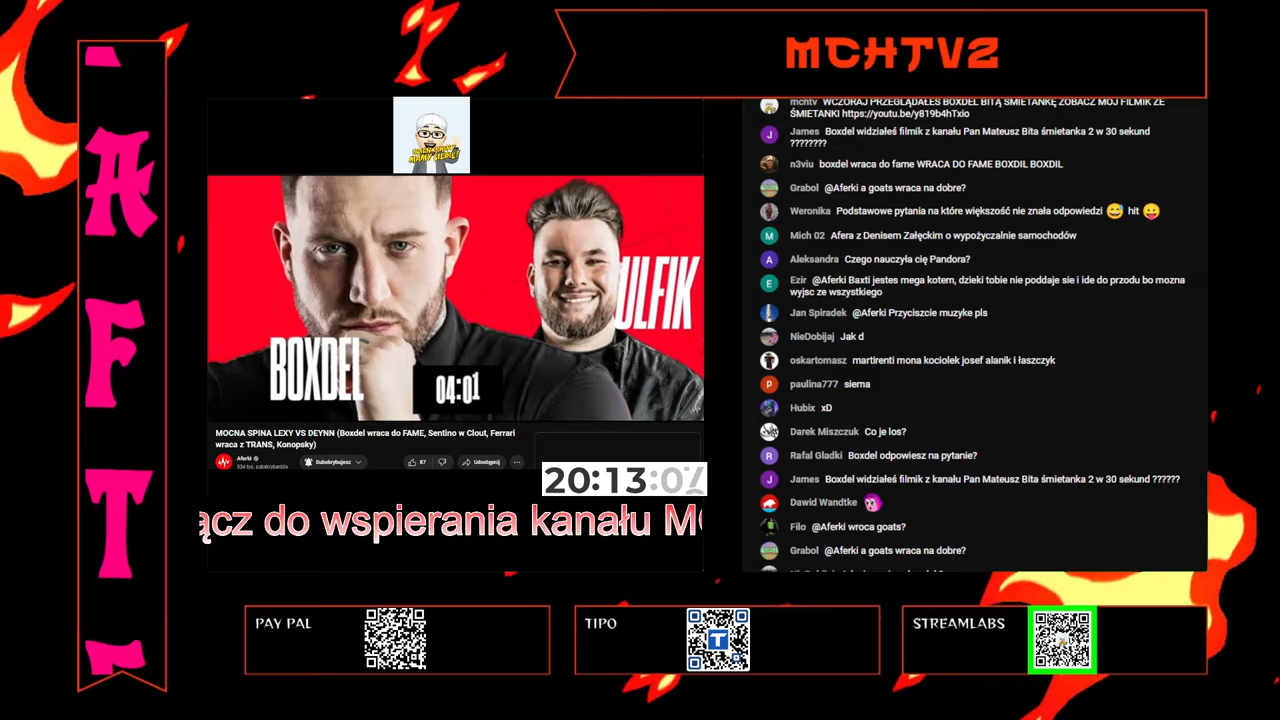 MCHTV2
A
F
T
BOXDEL
ULFIK
04:01
MOCNA SPINA LEXY VS DEYNN (Boxdel wraca do FAME, Sentino w Clout, Ferrari
wraca z TRANS, Konopsky)
Aferki
534 tys. subskrybentów
Subskrybujesz
87
Udostępnij
20:13:07
ącz do wspierania kanału M
mchtv WCZORAJ PRZEGLĄDAŁEŚ BOXDEL BITĄ ŚMIETANKĘ ZOBACZ MÓJ FILMIK ZE
ŚMIETANKI https://youtu.be/y819b4hTxio
James Boxdel widziałeś filmik z kanału Pan Mateusz Bita śmietanka 2 w 30 sekund
????????
n3viu boxdel wraca do fame WRACA DO FAME BOXDIL BOXDIL
Grabol @Aferki a goats wraca na dobre?
Weronika Podstawowe pytania na które większość nie znała odpowiedzi 😅 hit 😛
Mich 02 Afera z Denisem Załęckim o wypożyczalnie samochodów
Aleksandra Czego nauczyła cię Pandora?
Ezir @Aferki Baxti jestes mega kotem, dzieki tobie nie poddaje sie i ide do przodu bo mozna
wyjsc ze wszystkiego
Jan Spiradek @Aferki Przyciszcie muzyke pls
NieDobijaj Jak d
oskartomasz martirenti mona kociolek josef alanik i łaszczyk
paulina777 siema
Hubix xD
Darek Miszczuk Co je los?
Rafał Gładki Boxdel odpowiesz na pytanie?
James Boxdel widziałeś filmik z kanału Pan Mateusz Bita śmietanka 2 w 30 sekund ??????
Dawid Wandtke
Filo @Aferki wroca goats?
Grabol @Aferki a goats wraca na dobre?
PAY PAL
TIPO
STREAMLABS